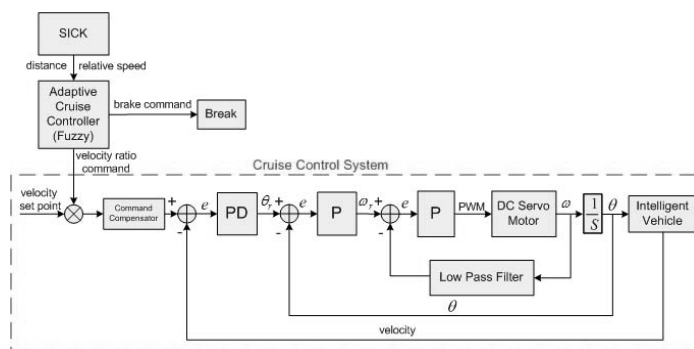 SICK
distance
relative speed
Adaptive
Cruise
Controller
(Fuzzy)
brake command
Break
velocity ratio
command
Cruise Control System
velocity
set point
Command
Compensator
+
-
e
PD
θr
+
-
e
P
ωr
+
-
e
P
PWM
DC Servo
Motor
ω
1
S
θ
Intelligent
Vehicle
Low Pass Filter
θ
velocity